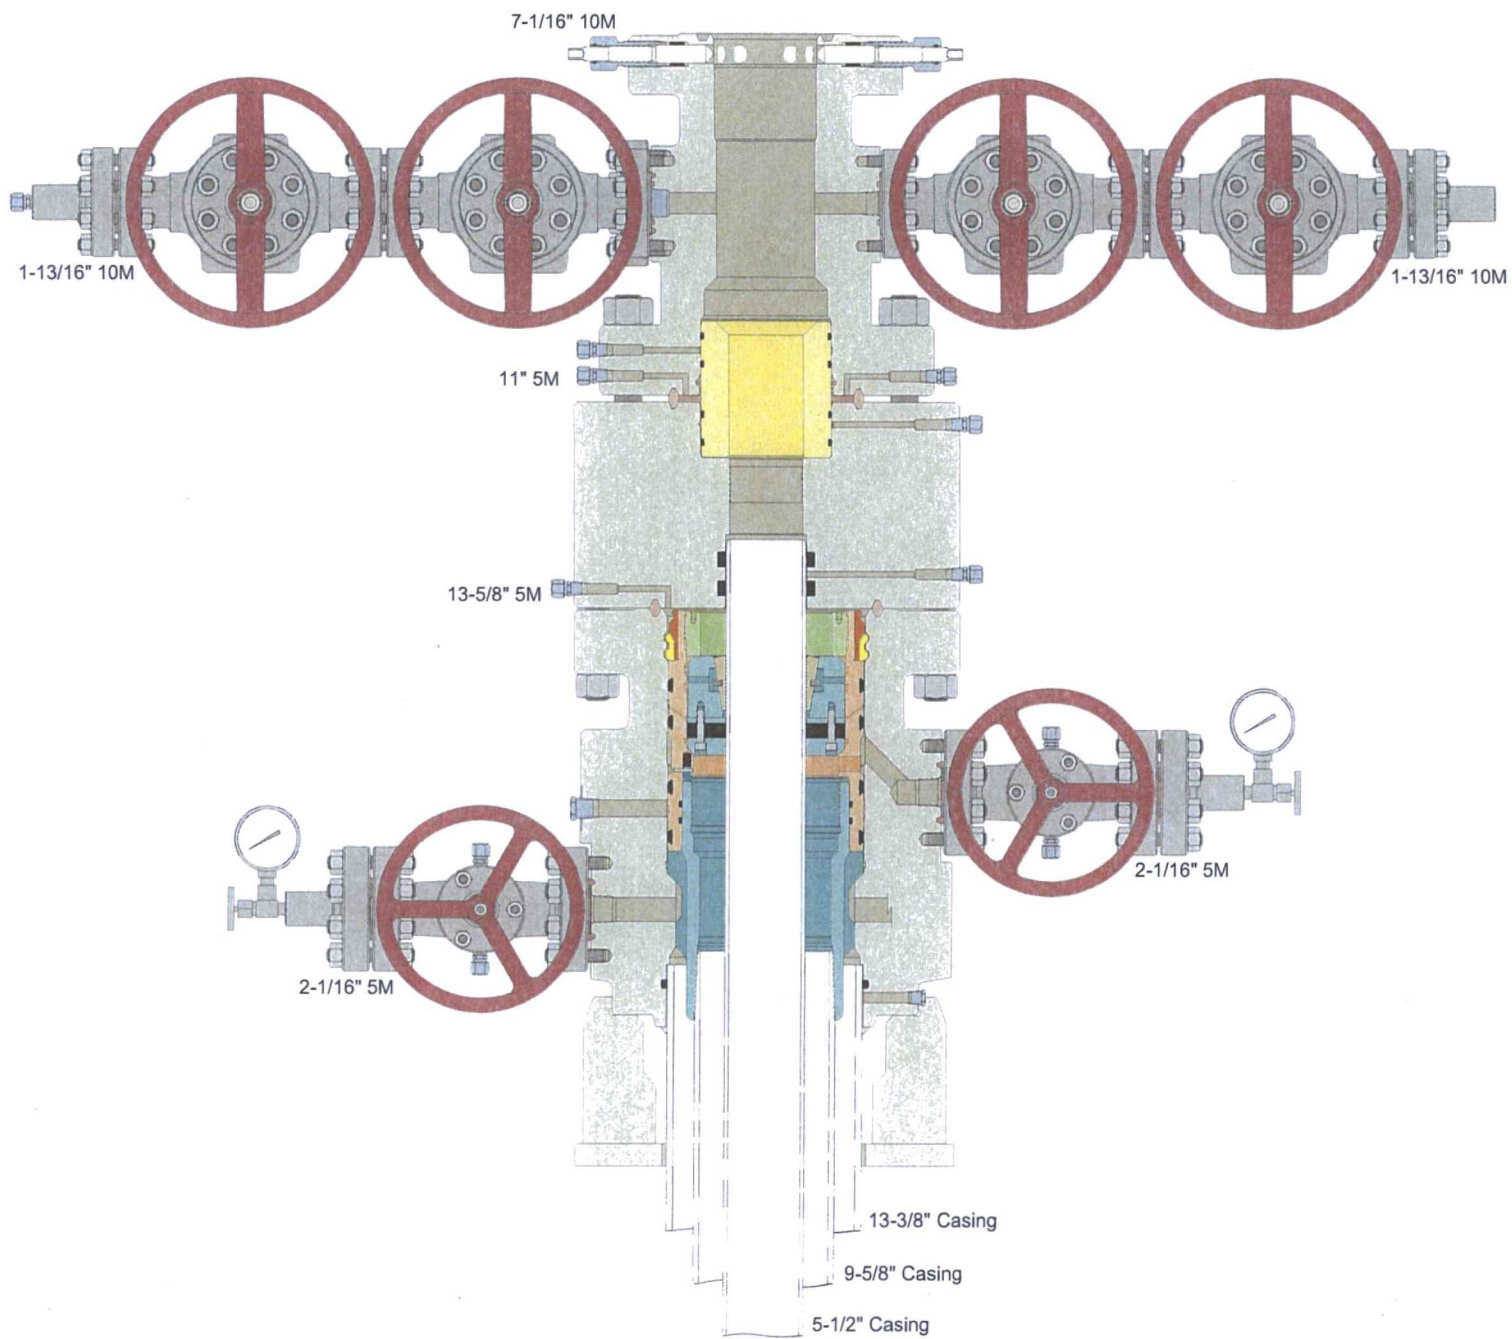 7-1/16" 10M
1-13/16" 10M
1-13/16" 10M
11" 5M
13-5/8" 5M
2-1/16" 5M
2-1/16" 5M
13-3/8" Casing
9-5/8" Casing
5-1/2" Casing